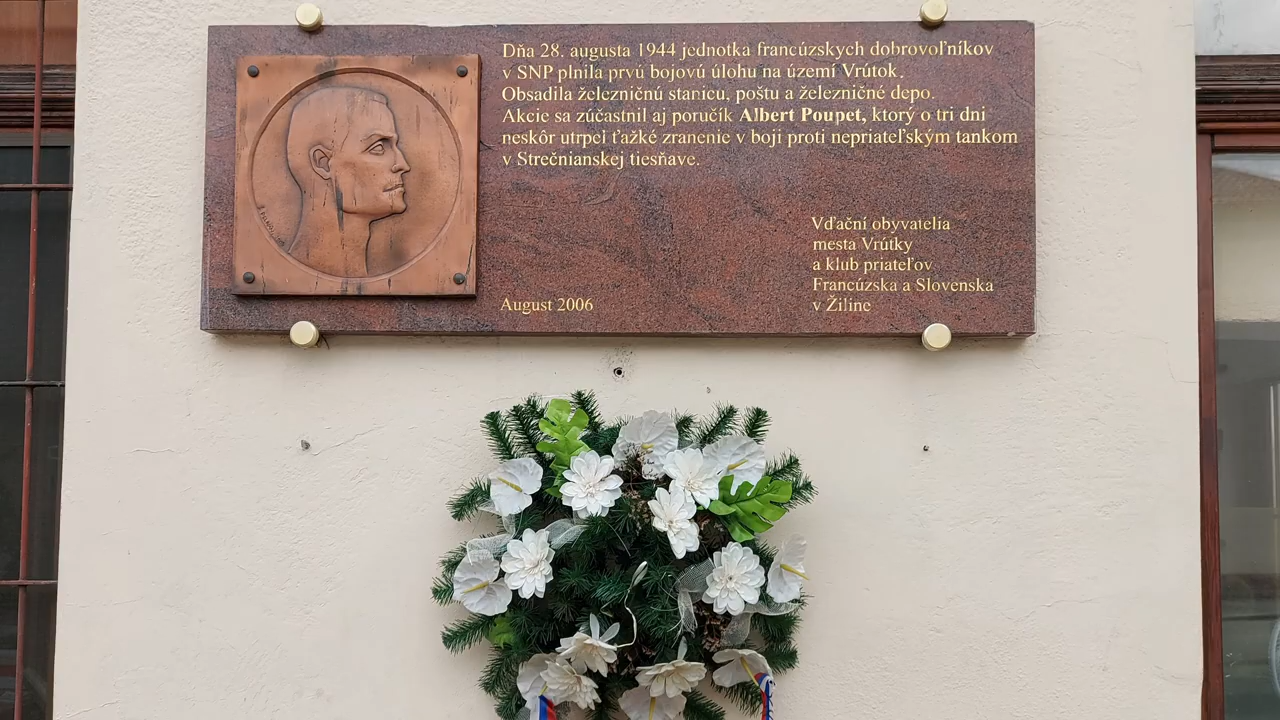 Dňa 28. augusta 1944 jednotka francúzskych dobrovoľníkov
v SNP plnila prvú bojovú úlohu na území Vrútok.
Obsadila železničnú stanicu, poštu a železničné depo.
Akcie sa zúčastnil aj poručík Albert Poupet, ktorý o tri dni
neskôr utrpel ťažké zranenie v boji proti nepriateľským tankom
v Strečnianskej tiesňave.
Vďační obyvatelia
mesta Vrútky
a klub priateľov
Francúzska a Slovenska
v Žiline
August 2006